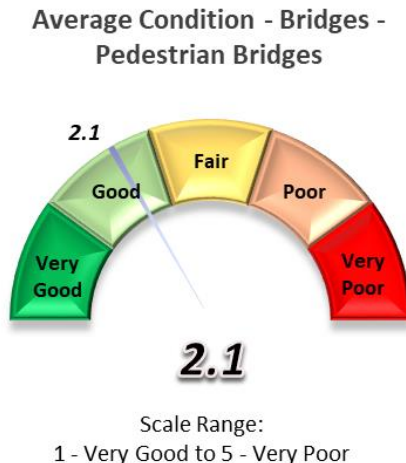 Average Condition - Bridges -
Pedestrian Bridges
2.1
Fair
Good
Poor
Very
Good
Very
Poor
2.1
Scale Range:
1 - Very Good to 5 - Very Poor